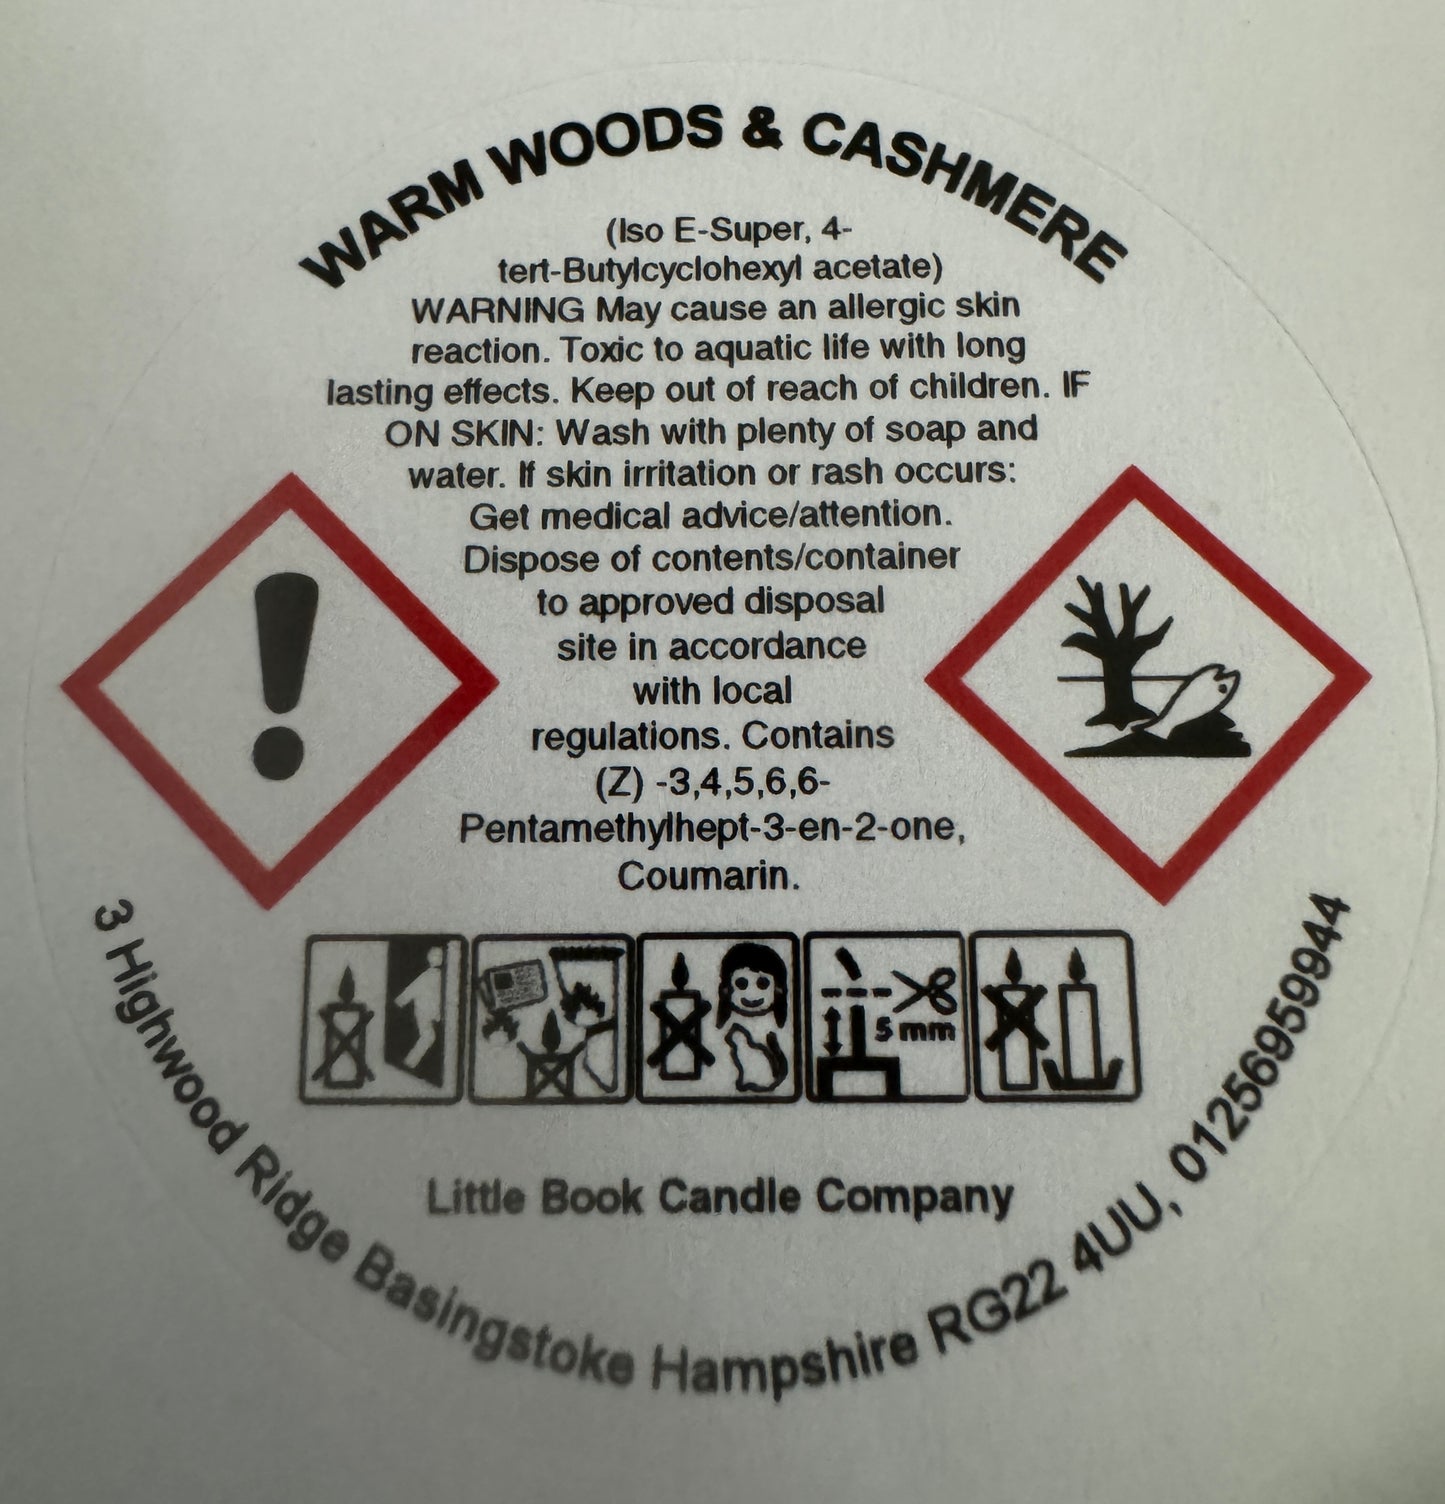 WARM WOODS & CASHMERE
(Iso E-Super, 4-
tert-Butylcyclohexyl acetate)
WARNING May cause an allergic skin
reaction. Toxic to aquatic life with long
lasting effects. Keep out of reach of children. IF
ON SKIN: Wash with plenty of soap and
water. If skin irritation or rash occurs:
Get medical advice/attention.
Dispose of contents/container
to approved disposal
site in accordance
with local
regulations. Contains
(Z) -3,4,5,6,6-
Pentamethylhept-3-en-2-one,
Coumarin.
5 mm
Little Book Candle Company
3 Highwood Ridge Basingstoke Hampshire RG22 4UU, 01256959944